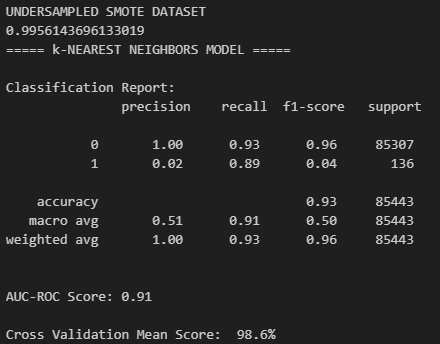 UNDERSAMPLED SMOTE DATASET
0.9956143696133019
===== k-NEAREST NEIGHBORS MODEL =====
Classification Report:
precision recall f1-score support
0 1.00 0.93 0.96 85307
1 0.02 0.89 0.04 136
accuracy 0.93 85443
macro avg 0.51 0.91 0.50 85443
weighted avg 1.00 0.93 0.96 85443
AUC-ROC Score: 0.91
Cross Validation Mean Score: 98.6%